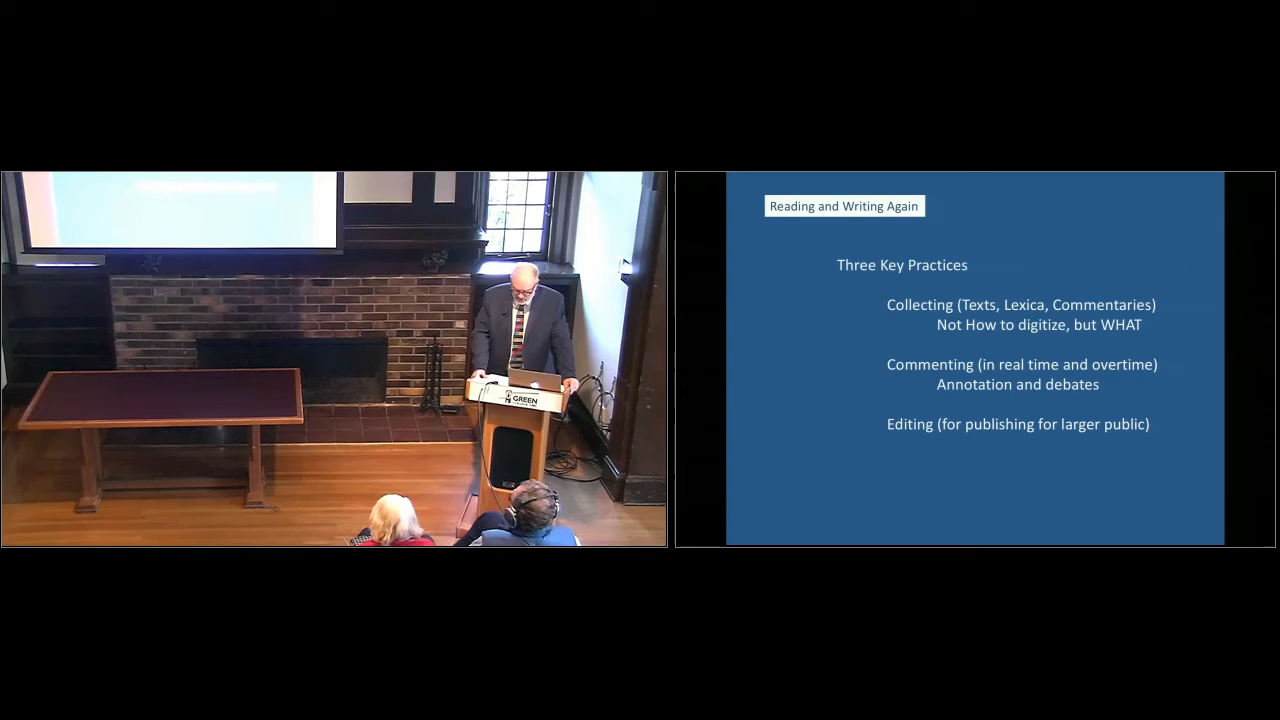 GREEN
Reading and Writing Again
Three Key Practices
Collecting (Texts, Lexica, Commentaries)
Not How to digitize, but WHAT
Commenting (in real time and overtime)
Annotation and debates
Editing (for publishing for larger public)